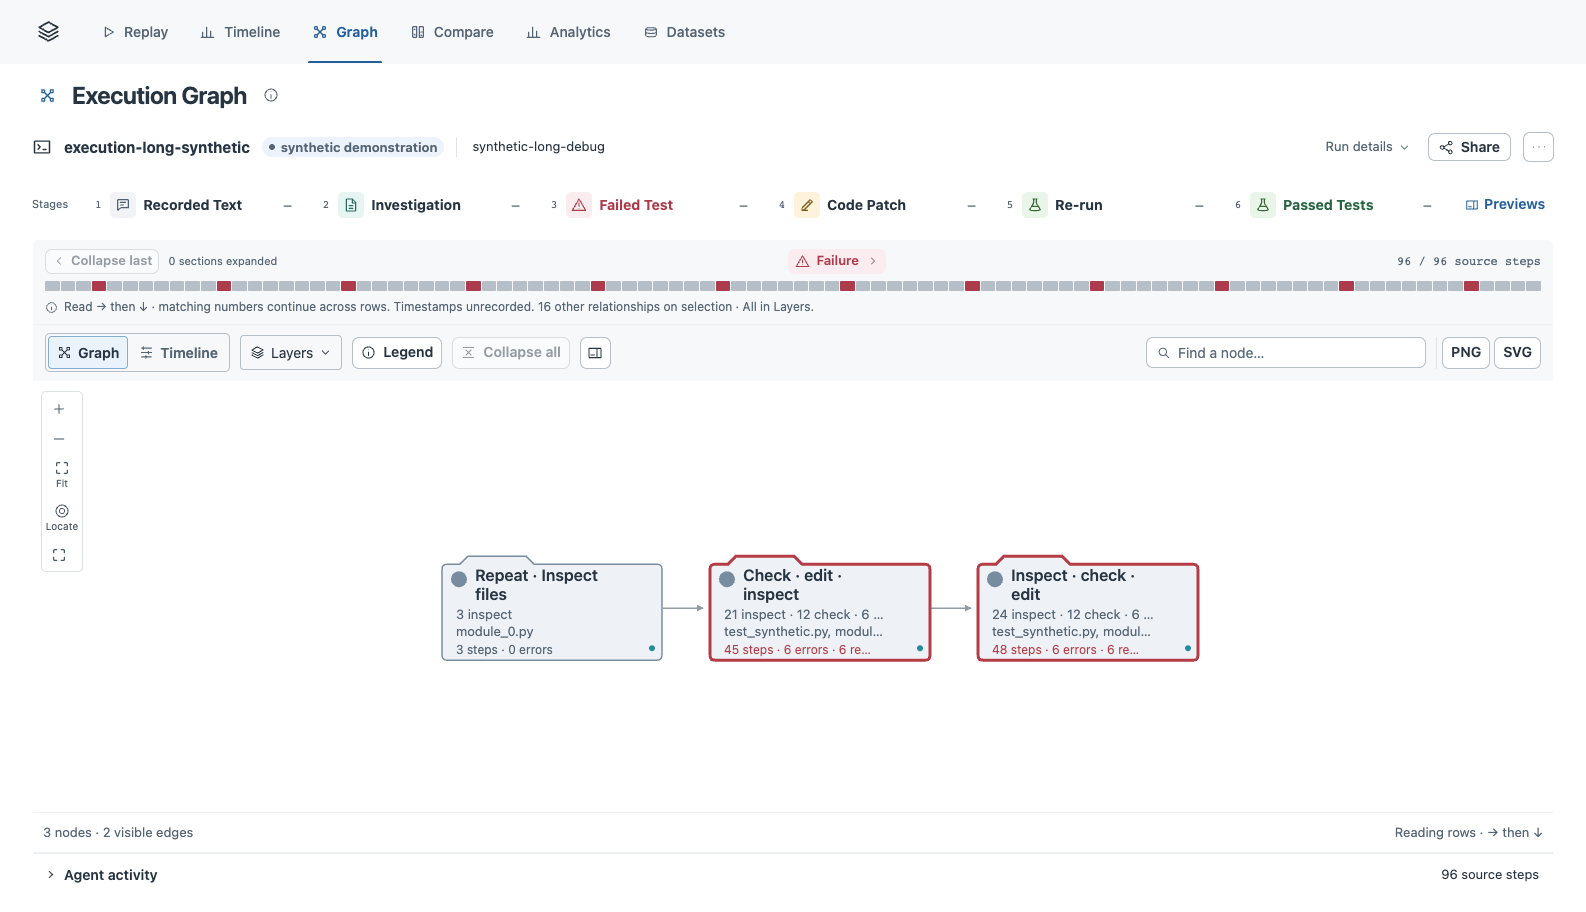 Replay
Timeline
Graph
Compare
Analytics
Datasets
Execution Graph
execution-long-synthetic
synthetic demonstration
synthetic-long-debug
Run details
Share
Stages
1 Recorded Text –
2 Investigation –
3 Failed Test –
4 Code Patch –
5 Re-run –
6 Passed Tests –
Previews
Collapse last
0 sections expanded
Failure
96 / 96 source steps
Read → then ↓ · matching numbers continue across rows. Timestamps unrecorded. 16 other relationships on selection · All in Layers.
Graph
Timeline
Layers
Legend
Collapse all
Find a node...
PNG
SVG
Fit
Locate
Repeat · Inspect
files
3 inspect
module_0.py
3 steps · 0 errors
Check · edit ·
inspect
21 inspect · 12 check · 6 ...
test_synthetic.py, modul...
45 steps · 6 errors · 6 re...
Inspect · check ·
edit
24 inspect · 12 check · 6 ...
test_synthetic.py, modul...
48 steps · 6 errors · 6 re...
3 nodes · 2 visible edges
Reading rows · → then ↓
Agent activity
96 source steps